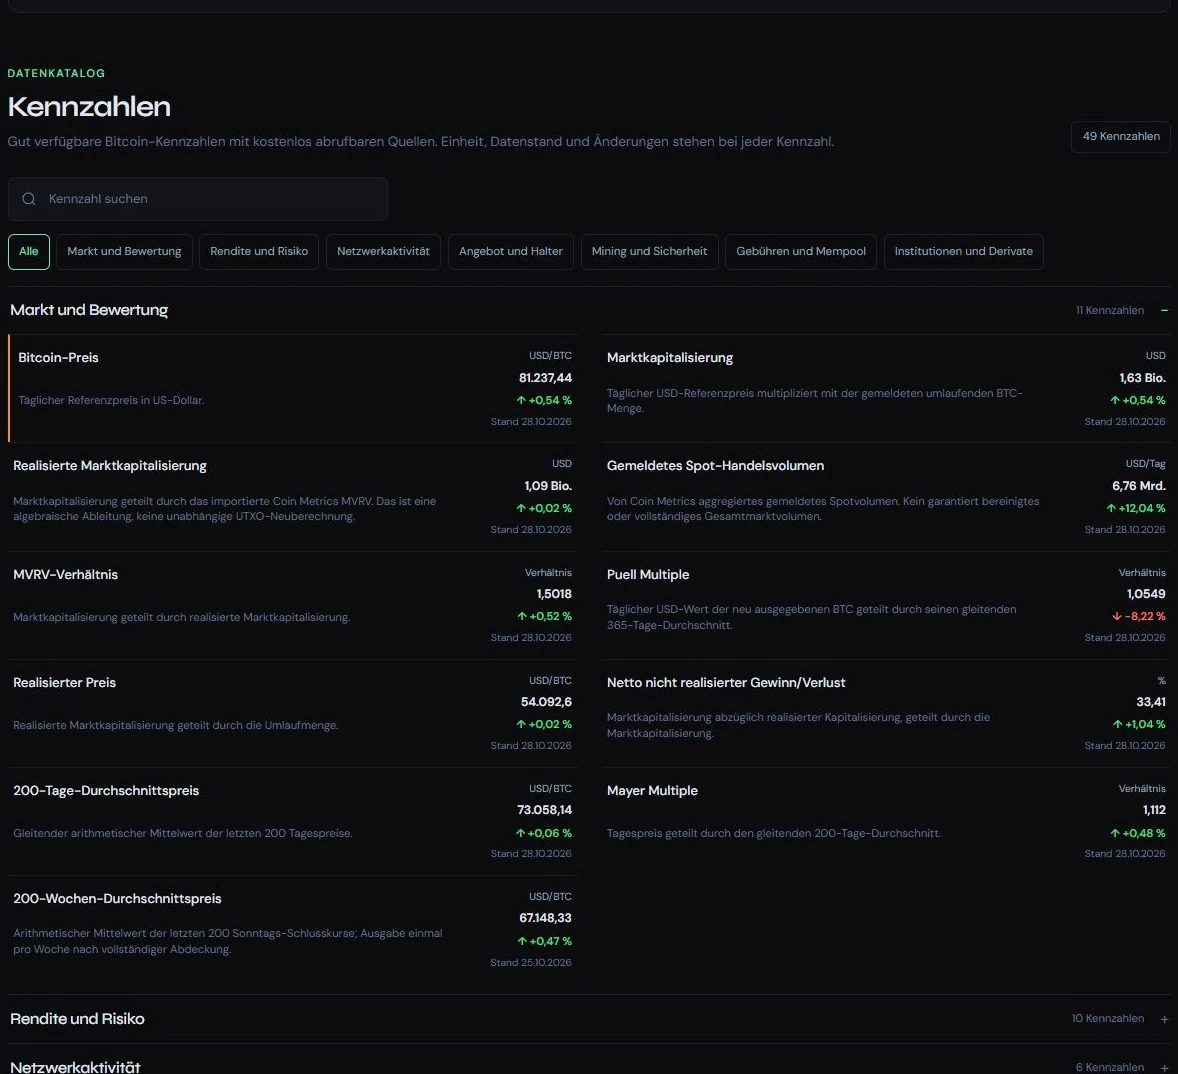 DATENKATALOG
Kennzahlen
Gut verfügbare Bitcoin-Kennzahlen mit kostenlos abrufbaren Quellen. Einheit, Datenstand und Änderungen stehen bei jeder Kennzahl.
49 Kennzahlen
Kennzahl suchen
Alle
Markt und Bewertung
Rendite und Risiko
Netzwerkaktivität
Angebot und Halter
Mining und Sicherheit
Gebühren und Mempool
Institutionen und Derivate
Markt und Bewertung
11 Kennzahlen −
Bitcoin-Preis
Täglicher Referenzpreis in US-Dollar.
USD/BTC
81.237,44
↑ +0,54 %
Stand 28.10.2026
Marktkapitalisierung
Täglicher USD-Referenzpreis multipliziert mit der gemeldeten umlaufenden BTC-
Menge.
USD
1,63 Bio.
↑ +0,54 %
Stand 28.10.2026
Realisierte Marktkapitalisierung
Marktkapitalisierung geteilt durch das importierte Coin Metrics MVRV. Das ist eine
algebraische Ableitung, keine unabhängige UTXO-Neuberechnung.
USD
1,09 Bio.
↑ +0,02 %
Stand 28.10.2026
Gemeldetes Spot-Handelsvolumen
Von Coin Metrics aggregiertes gemeldetes Spotvolumen. Kein garantiert bereinigtes
oder vollständiges Gesamtmarktvolumen.
USD/Tag
6,76 Mrd.
↑ +12,04 %
Stand 28.10.2026
MVRV-Verhältnis
Marktkapitalisierung geteilt durch realisierte Marktkapitalisierung.
Verhältnis
1,5018
↑ +0,52 %
Stand 28.10.2026
Puell Multiple
Täglicher USD-Wert der neu ausgegebenen BTC geteilt durch seinen gleitenden
365-Tage-Durchschnitt.
Verhältnis
1,0549
↓ −8,22 %
Stand 28.10.2026
Realisierter Preis
Realisierte Marktkapitalisierung geteilt durch die Umlaufmenge.
USD/BTC
54.092,6
↑ +0,02 %
Stand 28.10.2026
Netto nicht realisierter Gewinn/Verlust
Marktkapitalisierung abzüglich realisierter Kapitalisierung, geteilt durch die
Marktkapitalisierung.
%
33,41
↑ +1,04 %
Stand 28.10.2026
200-Tage-Durchschnittspreis
Gleitender arithmetischer Mittelwert der letzten 200 Tagespreise.
USD/BTC
73.058,14
↑ +0,06 %
Stand 28.10.2026
Mayer Multiple
Tagespreis geteilt durch den gleitenden 200-Tage-Durchschnitt.
Verhältnis
1,112
↑ +0,48 %
Stand 28.10.2026
200-Wochen-Durchschnittspreis
Arithmetischer Mittelwert der letzten 200 Sonntags-Schlusskurse; Ausgabe einmal
pro Woche nach vollständiger Abdeckung.
USD/BTC
67.148,33
↑ +0,47 %
Stand 25.10.2026
Rendite und Risiko
10 Kennzahlen +
Netzwerkaktivität
6 Kennzahlen +